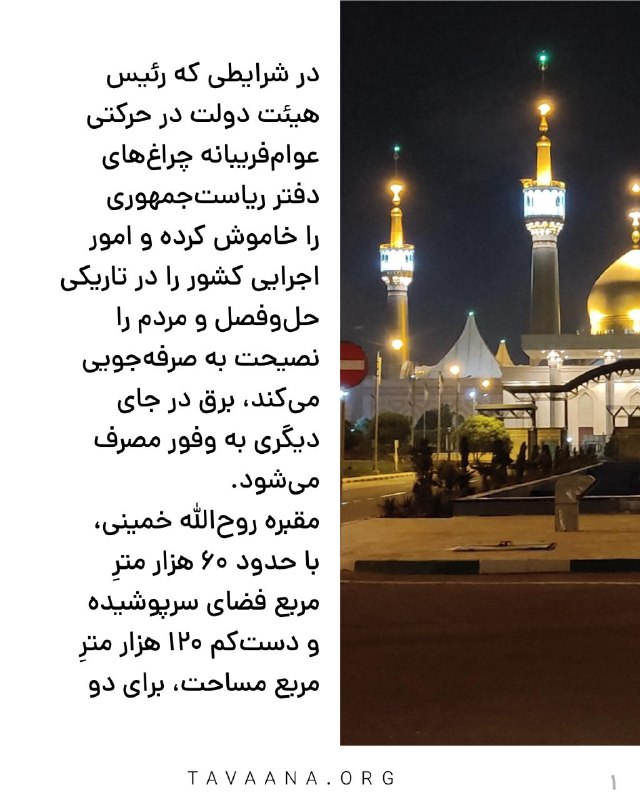 در شرایطی که رئیس
هیئت دولت در حرکتی
عوام‌فریبانه چراغ‌های
دفتر ریاست‌جمهوری
را خاموش کرده و امور
اجرایی کشور را در تاریکی
حل‌وفصل و مردم را
نصیحت به صرفه‌جویی
می‌کند، برق در جای
دیگری به وفور مصرف
می‌شود.
مقبره روح‌الله خمینی،
با حدود ۶۰ هزار مترِ
مربع فضای سرپوشیده
و دست‌کم ۱۲۰ هزار مترِ
مربع مساحت، برای دو
TAVAANA.ORG
۱